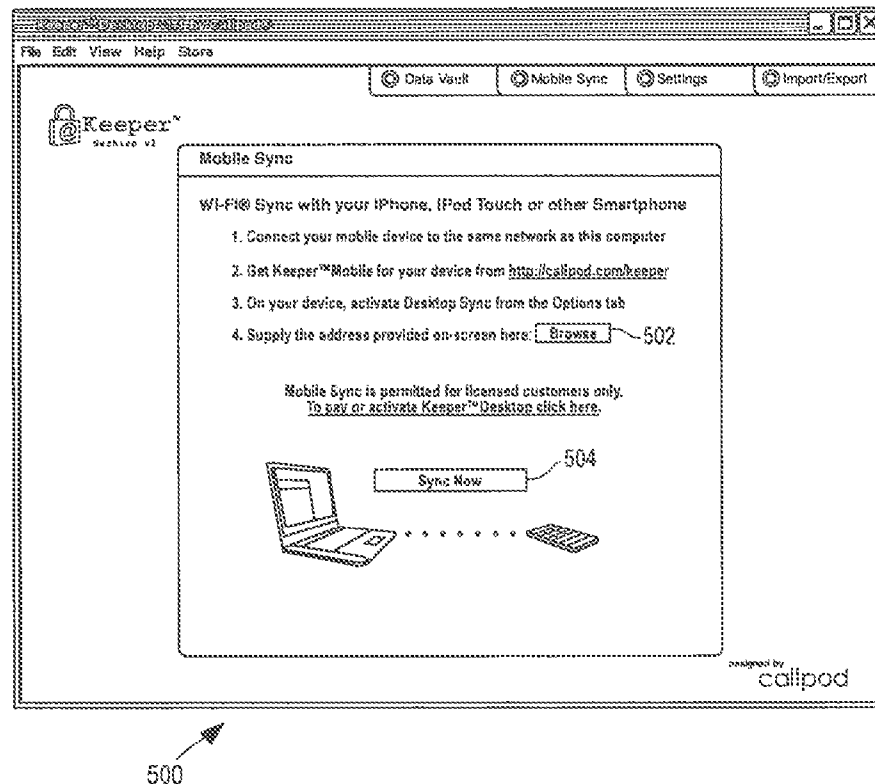 File Edit View Help Store
Data Vault Mobile Sync Settings Import/Export
@Keeper™
Mobile Sync
Wi-Fi® Sync with your iPhone, iPod Touch or other Smartphone
1. Connect your mobile device to the same network as this computer
2. Get Keeper™Mobile for your device from http://callpod.com/keeper
3. On your device, activate Desktop Sync from the Options tab
4. Supply the address provided on-screen here: Browse 502
Mobile Sync is permitted for licensed customers only.
To pay or activate Keeper™Desktop click here.
504
Sync Now
designed by
callpod
500